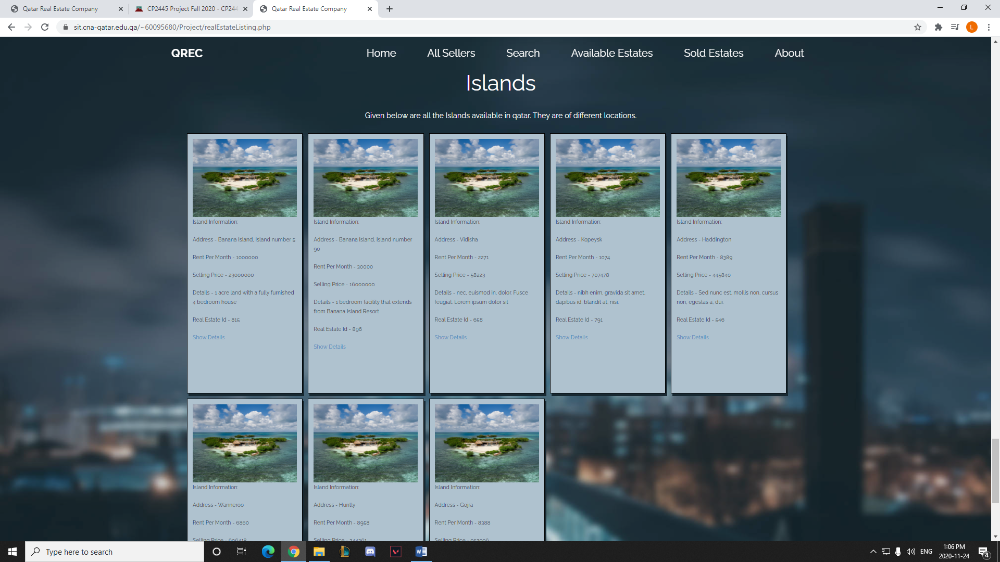 Qatar Real Estate Company
CP2445 Project Fall 2020 - CP244
Qatar Real Estate Company
sit.cna-qatar.edu.qa/~60095680/Project/realEstateListing.php
L
QREC
Home
All Sellers
Search
Available Estates
Sold Estates
About
Islands
Given below are all the Islands available in qatar. They are of different locations.
Island Information:
Address - Banana Island, Island number 5
Rent Per Month - 1000000
Selling Price - 23000000
Details - 1 acre land with a fully furnished
4 bedroom house
Real Estate Id - 815
Show Details
Island Information:
Address - Banana Island, Island number
90
Rent Per Month - 30000
Selling Price - 16000000
Details - 1 bedroom facility that extends
from Banana Island Resort
Real Estate Id - 896
Show Details
Island Information:
Address - Vidisha
Rent Per Month - 2271
Selling Price - 58223
Details - nec, euismod in, dolor. Fusce
feugiat. Lorem ipsum dolor sit
Real Estate Id - 658
Show Details
Island Information:
Address - Kopeysk
Rent Per Month - 1074
Selling Price - 707478
Details - nibh enim, gravida sit amet,
dapibus id, blandit at, nisi.
Real Estate Id - 791
Show Details
Island Information:
Address - Haddington
Rent Per Month - 8389
Selling Price - 445840
Details - Sed nunc est, mollis non, cursus
non, egestas a, dui.
Real Estate Id - 546
Show Details
Island Information:
Address - Wanneroo
Rent Per Month - 6860
Selling Price - 606418
Island Information:
Address - Huntly
Rent Per Month - 8958
Selling Price - 344361
Island Information:
Address - Gojra
Rent Per Month - 8388
Selling Price - 952996
Type here to search
ENG
1:06 PM
2020-11-24
4